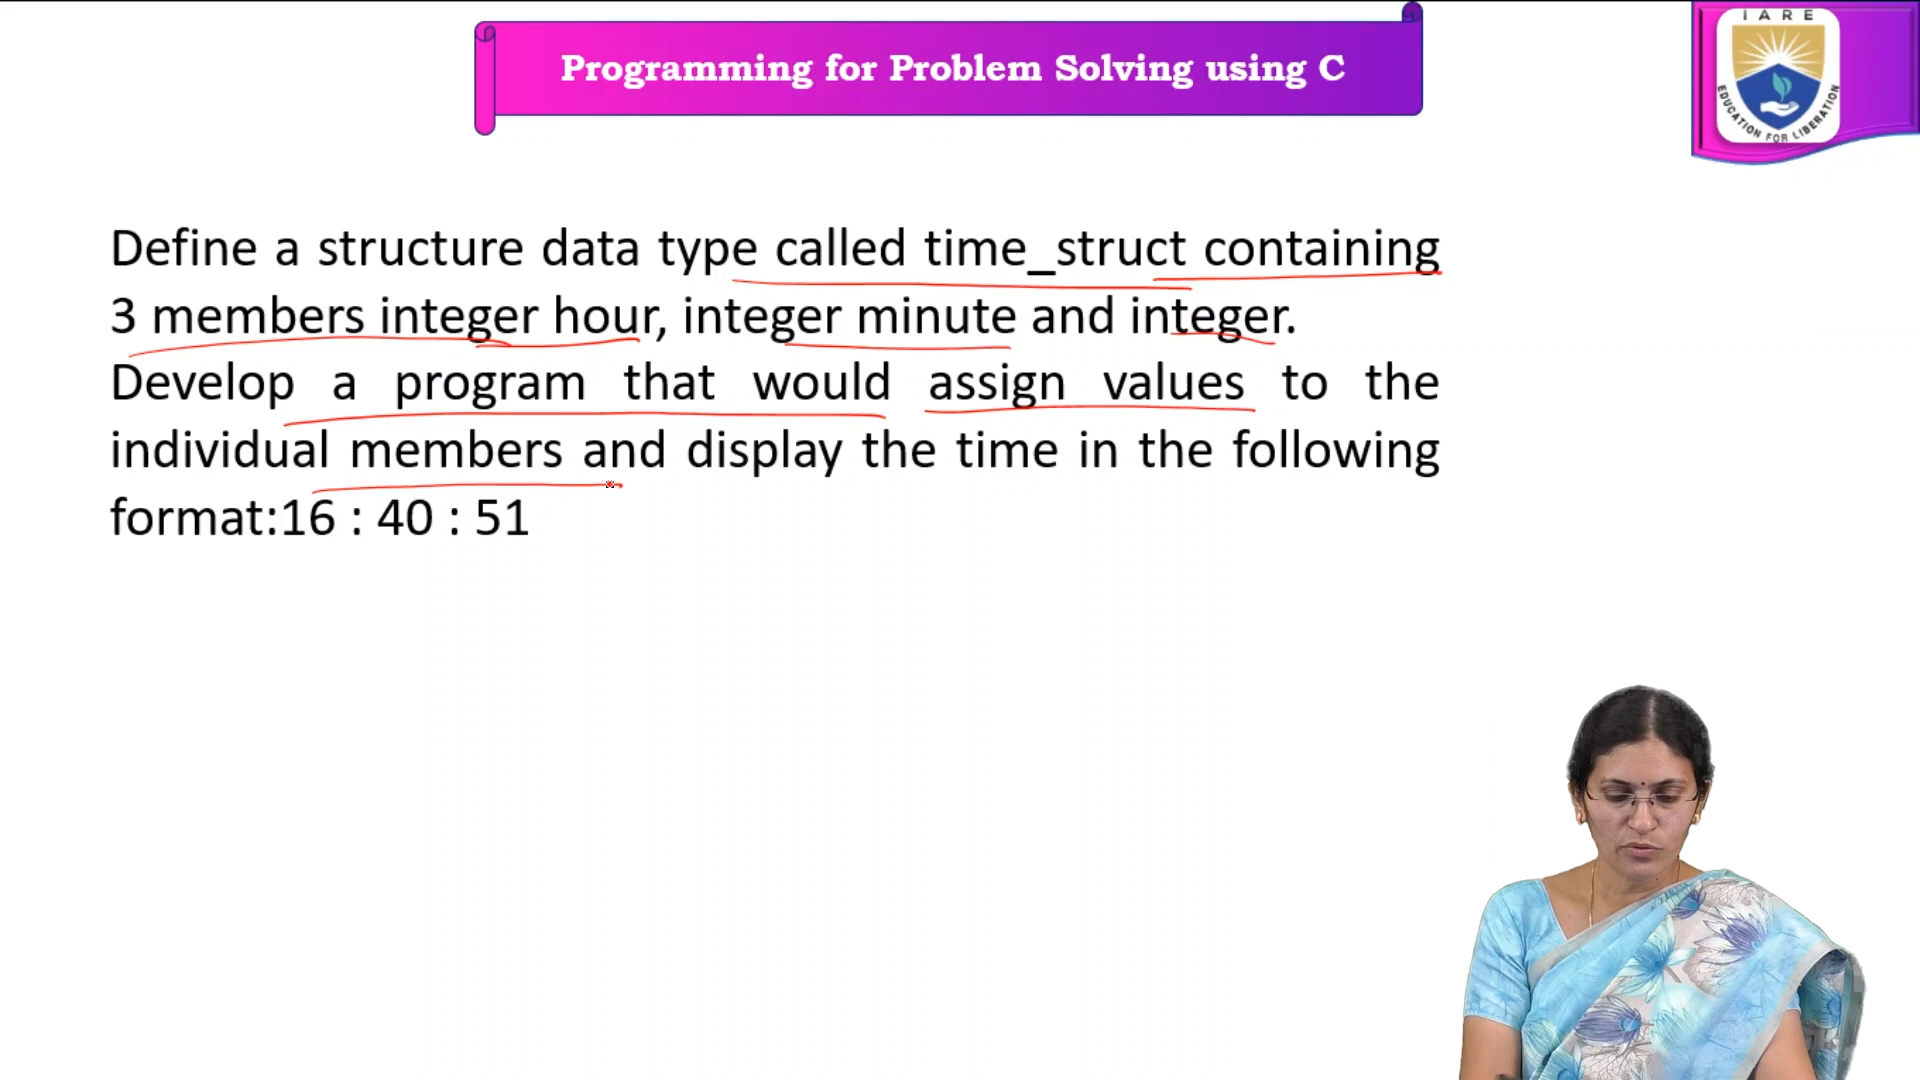 Programming for Problem Solving using C
IARE
EDUCATION FOR LIBERATION
Define a structure data type called time_struct containing
3 members integer hour, integer minute and integer.
Develop a program that would assign values to the
individual members and display the time in the following
format:16 : 40 : 51